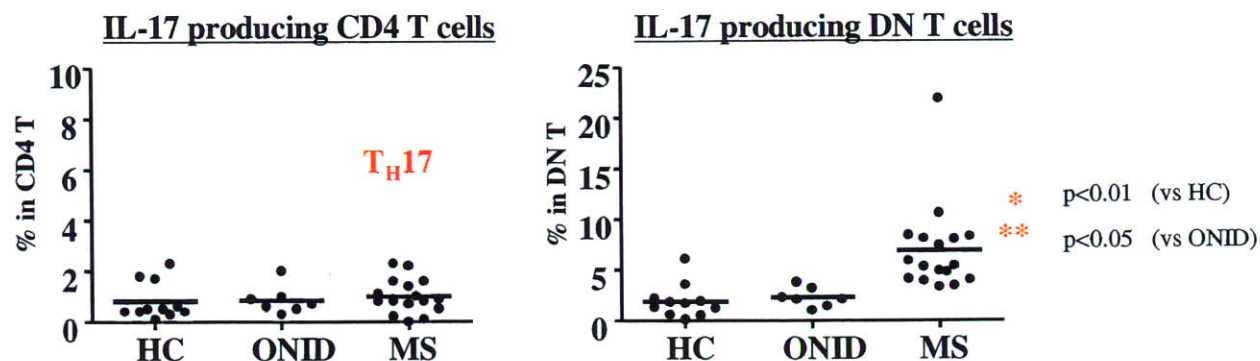 IL-17 producing CD4 T cells
% in CD4 T
10
8
6
4
2
0
T_H17
HC ONID MS
IL-17 producing DN T cells
% in DN T
25
20
15
10
5
0
HC ONID MS
* p<0.01 (vs HC)
** p<0.05 (vs ONID)